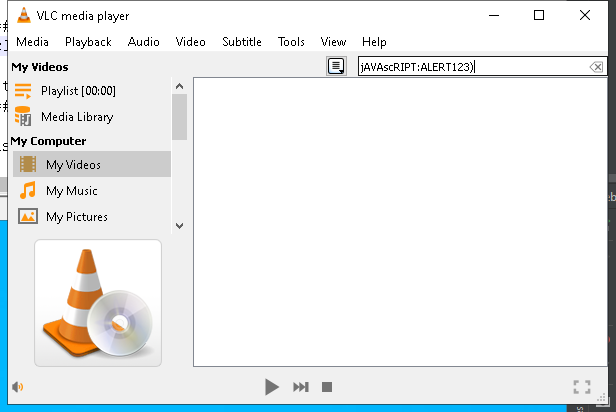 VLC media player
Media Playback Audio Video Subtitle Tools View Help
My Videos
jAVAscRIPT:ALERT123)
Playlist [00:00]
Media Library
My Computer
My Videos
My Music
My Pictures